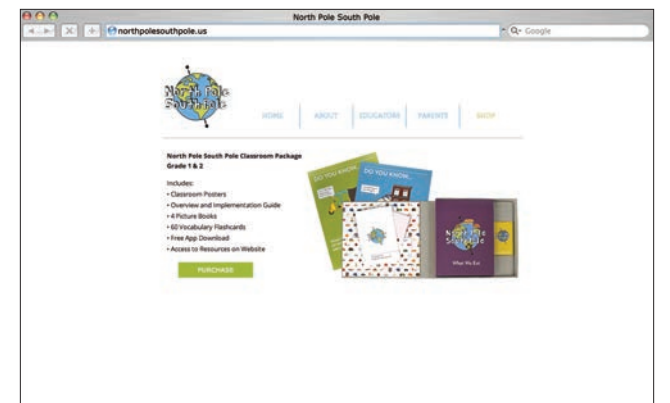 North Pole South Pole
northpolesouthpole.us
Google
North Pole
South Pole
HOME
ABOUT
EDUCATORS
PARENTS
SHOP
North Pole South Pole Classroom Package
Grade 1 & 2
Includes:
• Classroom Posters
• Overview and Implementation Guide
• 4 Picture Books
• 60 Vocabulary Flashcards
• Free App Download
• Access to Resources on Website
PURCHASE
DO YOU KNOW...
DO YOU KNOW...
North Pole
South Pole
What We Eat